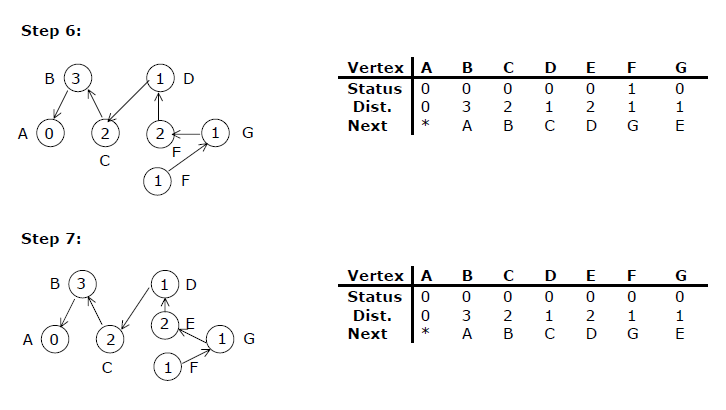 Step 6:
B 3 1 D
A 0 2 2 1 G
C F
1 F
Vertex A B C D E F G
Status 0 0 0 0 0 1 0
Dist. 0 3 2 1 2 1 1
Next * A B C D G E
Step 7:
B 3 1 D
2 E
A 0 2 1 G
C 1 F
Vertex A B C D E F G
Status 0 0 0 0 0 0 0
Dist. 0 3 2 1 2 1 1
Next * A B C D G E